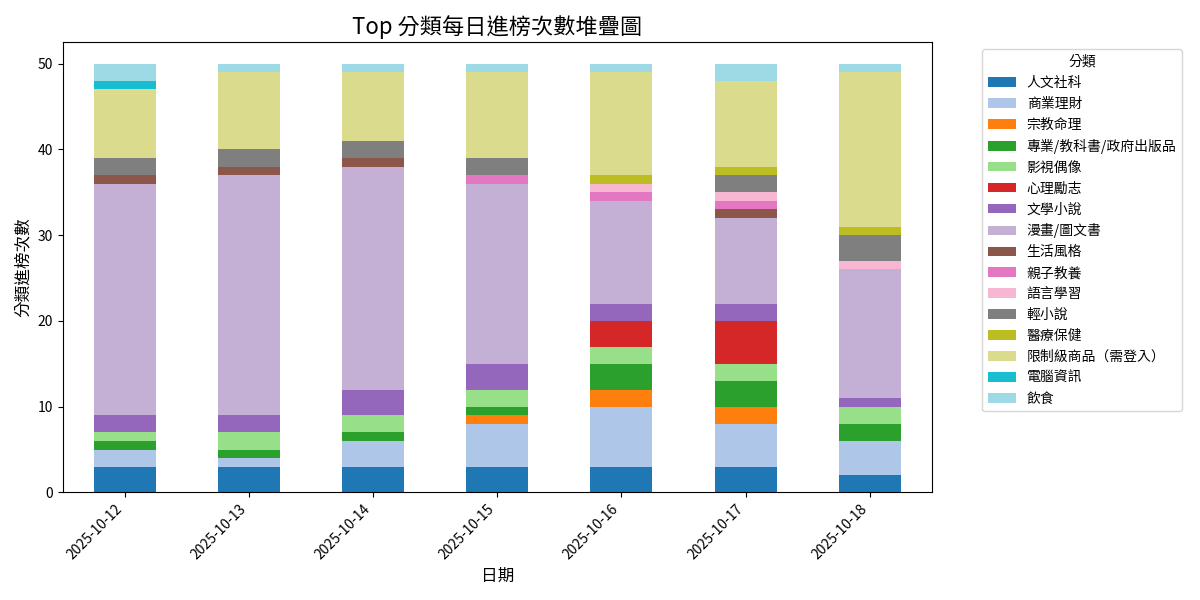 Top 分類每日進榜次數堆疊圖
分類進榜次數
50
40
30
20
10
0
2025-10-12
2025-10-13
2025-10-14
2025-10-15
2025-10-16
2025-10-17
2025-10-18
日期
分類
人文社科
商業理財
宗教命理
專業/教科書/政府出版品
影視偶像
心理勵志
文學小說
漫畫/圖文書
生活風格
親子教養
語言學習
輕小說
醫療保健
限制級商品（需登入）
電腦資訊
飲食